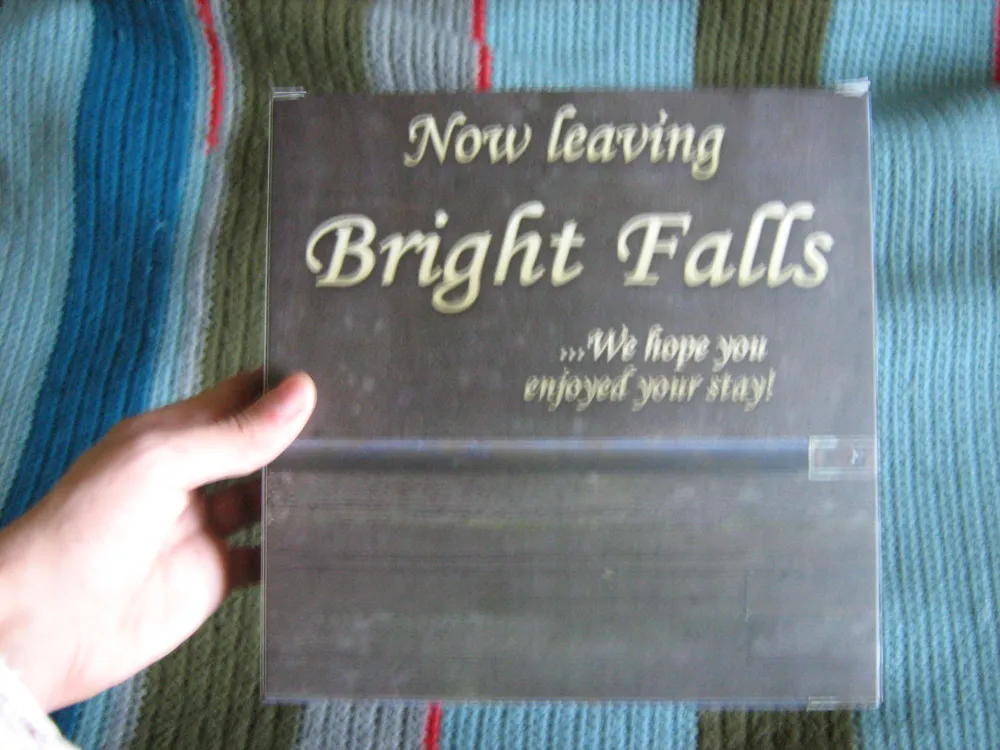 Now leaving
Bright Falls
...We hope you
enjoyed your stay!